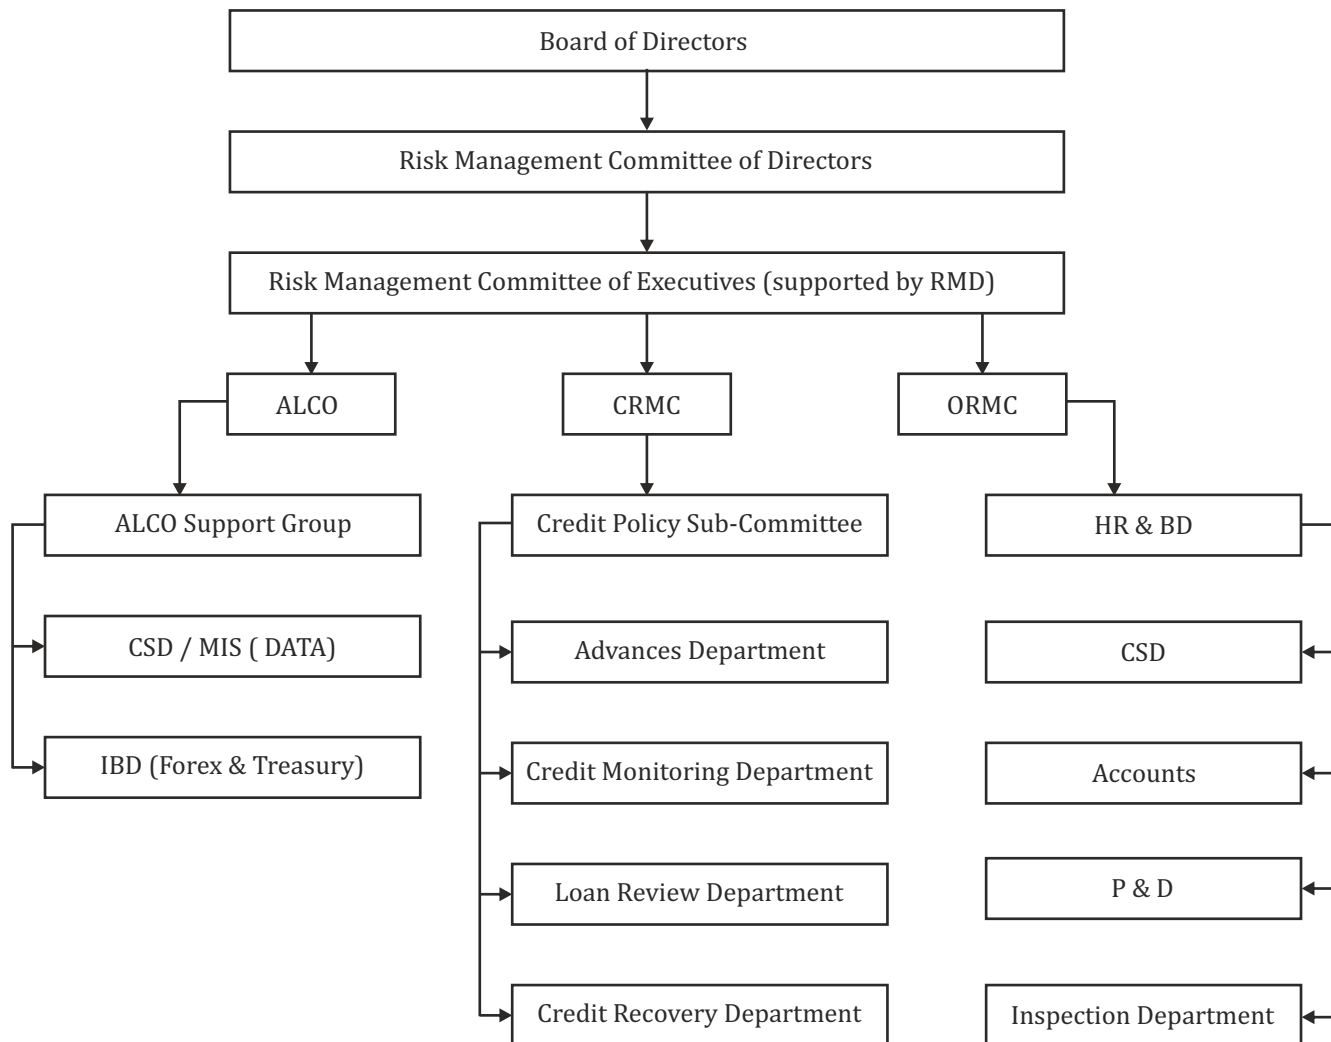 Board of Directors
Risk Management Committee of Directors
Risk Management Committee of Executives (supported by RMD)
ALCO
CRMC
ORMC
ALCO Support Group
Credit Policy Sub-Committee
HR & BD
CSD / MIS ( DATA)
Advances Department
CSD
IBD (Forex & Treasury)
Credit Monitoring Department
Accounts
Loan Review Department
P & D
Credit Recovery Department
Inspection Department